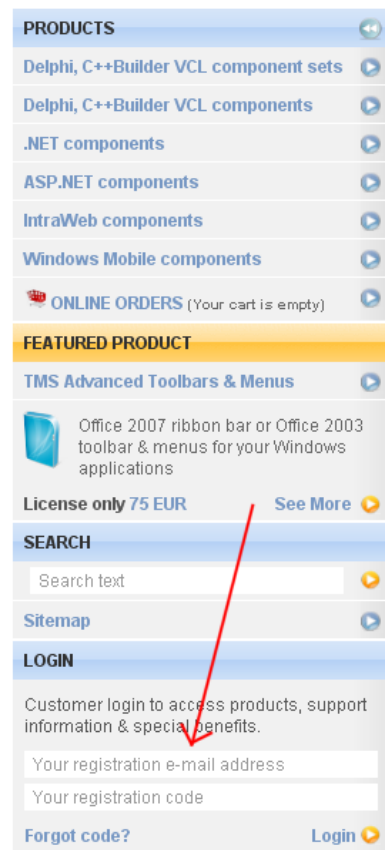 PRODUCTS
Delphi, C++Builder VCL component sets
Delphi, C++Builder VCL components
.NET components
ASP.NET components
IntraWeb components
Windows Mobile components
ONLINE ORDERS (Your cart is empty)
FEATURED PRODUCT
TMS Advanced Toolbars & Menus
Office 2007 ribbon bar or Office 2003
toolbar & menus for your Windows
applications
License only 75 EUR See More
SEARCH
Search text
Sitemap
LOGIN
Customer login to access products, support
information & special benefits.
Your registration e-mail address
Your registration code
Forgot code? Login